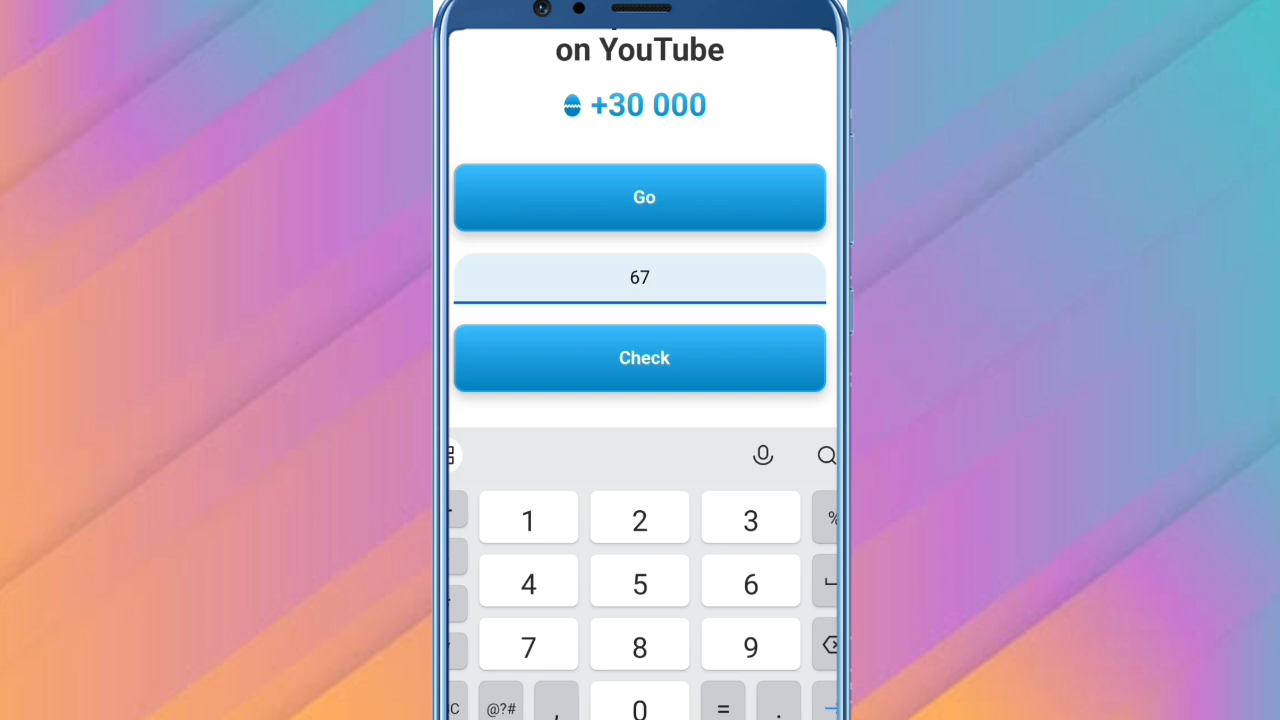 on YouTube
+30 000
Go
67
Check
1 2 3 %
4 5 6
7 8 9
@?# , 0 = .